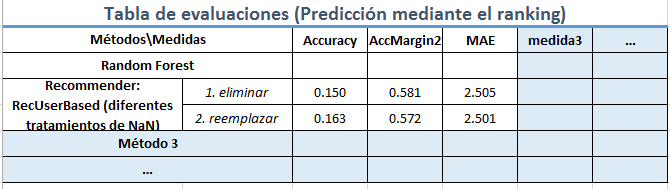 Tabla de evaluaciones (Predicción mediante el ranking)
Métodos\Medidas Accuracy AccMargin2 MAE medida3 ...
Random Forest
Recommender:
RecUserBased (diferentes
tratamientos de NaN)
1. eliminar 0.150 0.581 2.505
2. reemplazar 0.163 0.572 2.501
Método 3
...